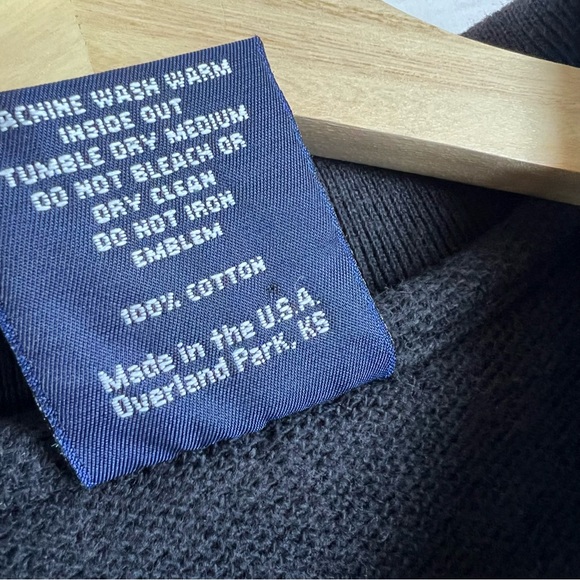 ACHINE WASH WARM
INSIDE OUT
TUMBLE DRY MEDIUM
DO NOT BLEACH OR
DRY CLEAN
DO NOT IRON
EMBLEM
100% COTTON
Made in the U.S.A.
Overland Park, KS